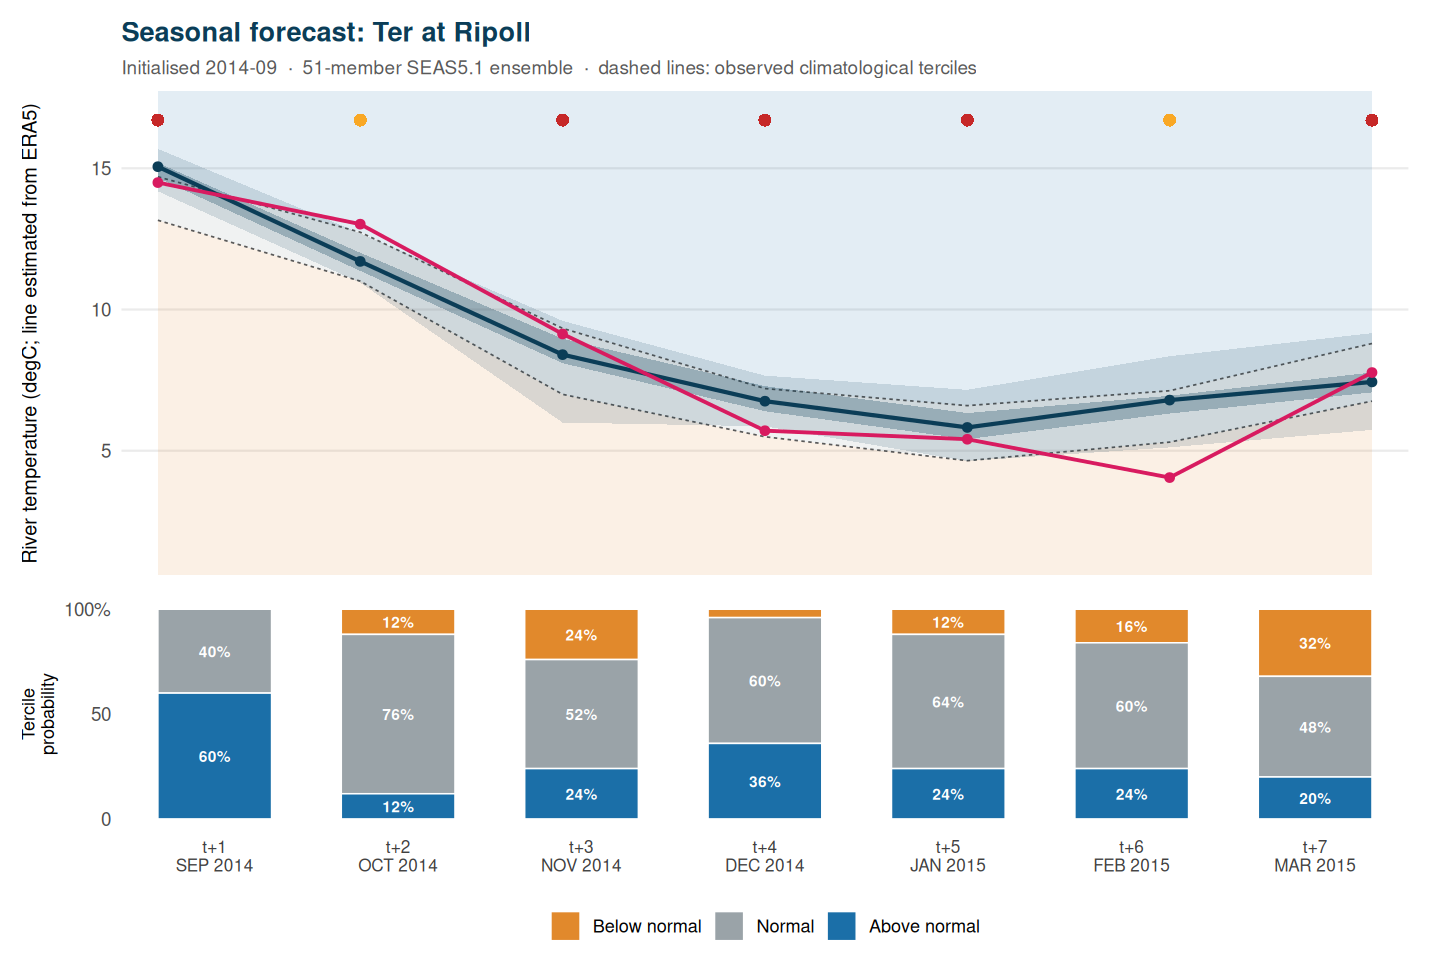 Seasonal forecast: Ter at Ripoll
Initialised 2014-09 · 51-member SEAS5.1 ensemble · dashed lines: observed climatological terciles
River temperature (degC; line estimated from ERA5)
15
10
5
Tercile
probability
100%
50
0
40%
60%
12%
76%
12%
24%
52%
24%
60%
36%
12%
64%
24%
16%
60%
24%
32%
48%
20%
t+1
SEP 2014
t+2
OCT 2014
t+3
NOV 2014
t+4
DEC 2014
t+5
JAN 2015
t+6
FEB 2015
t+7
MAR 2015
Below normal
Normal
Above normal